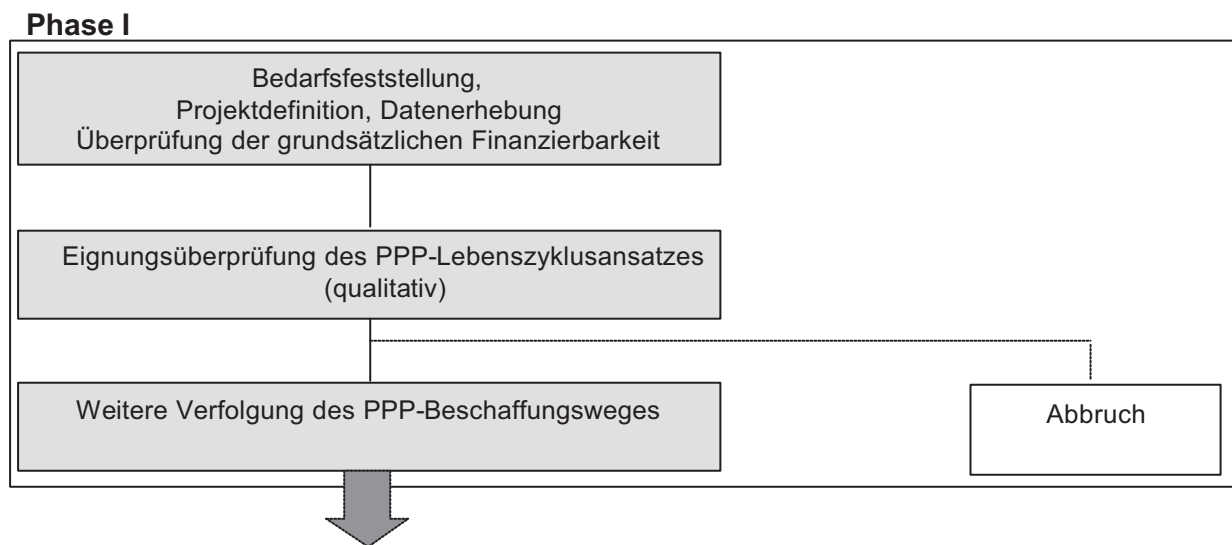 Phase I
Bedarfsfeststellung,
Projektdefinition, Datenerhebung
Überprüfung der grundsätzlichen Finanzierbarkeit
Eignungsüberprüfung des PPP-Lebenszyklusansatzes
(qualitativ)
Weitere Verfolgung des PPP-Beschaffungsweges
Abbruch